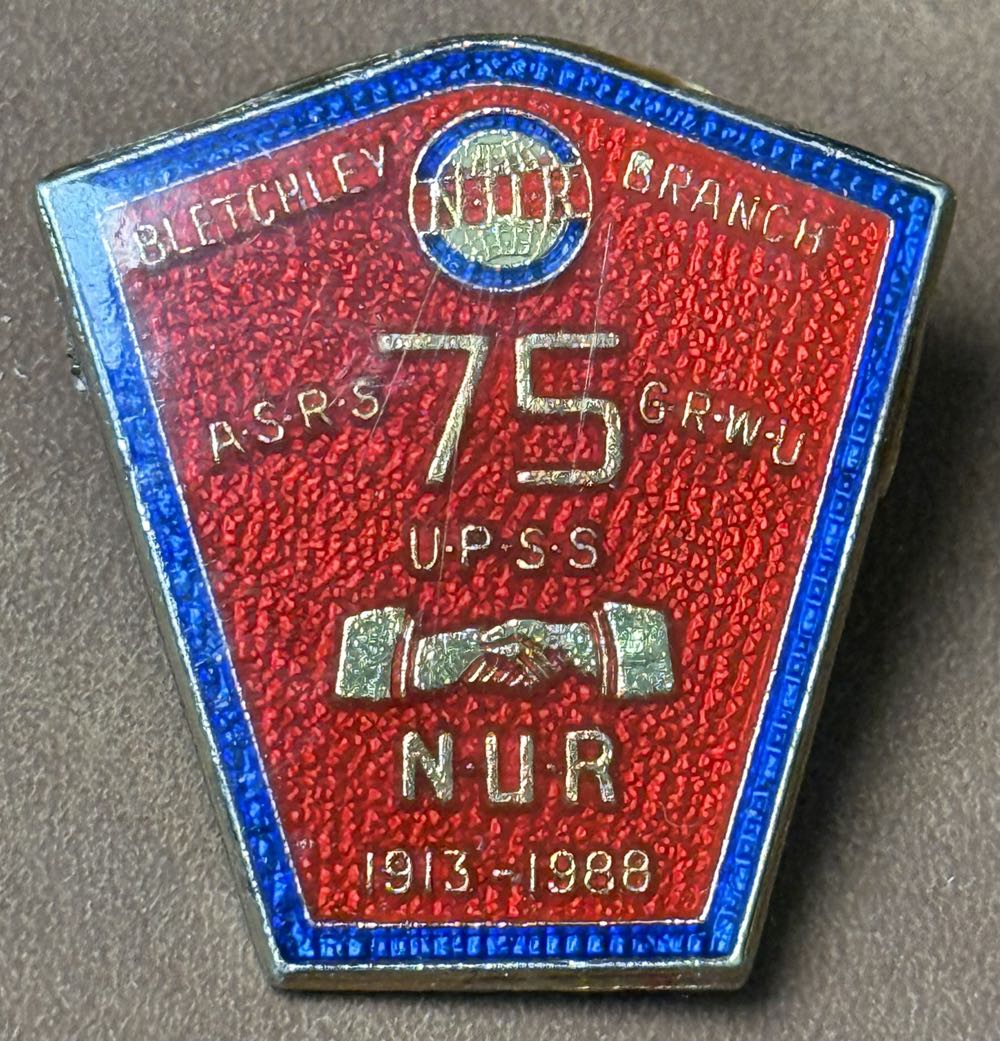 BLETCHLEY NUR BRANCH
75
A·S·R·S G·R·W·U
U·P·S·S
N·U·R
1913-1988